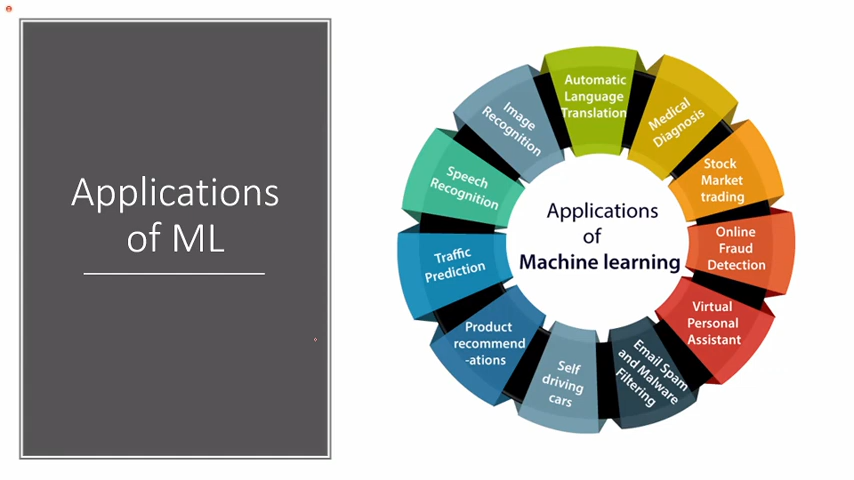 Applications
of ML
Applications
of
Machine learning
Automatic
Language
Translation
Medical
Diagnosis
Stock
Market
trading
Online
Fraud
Detection
Virtual
Personal
Assistant
Email Spam
and Malware
Filtering
Self
driving
cars
Product
recommend
-ations
Traffic
Prediction
Speech
Recognition
Image
Recognition